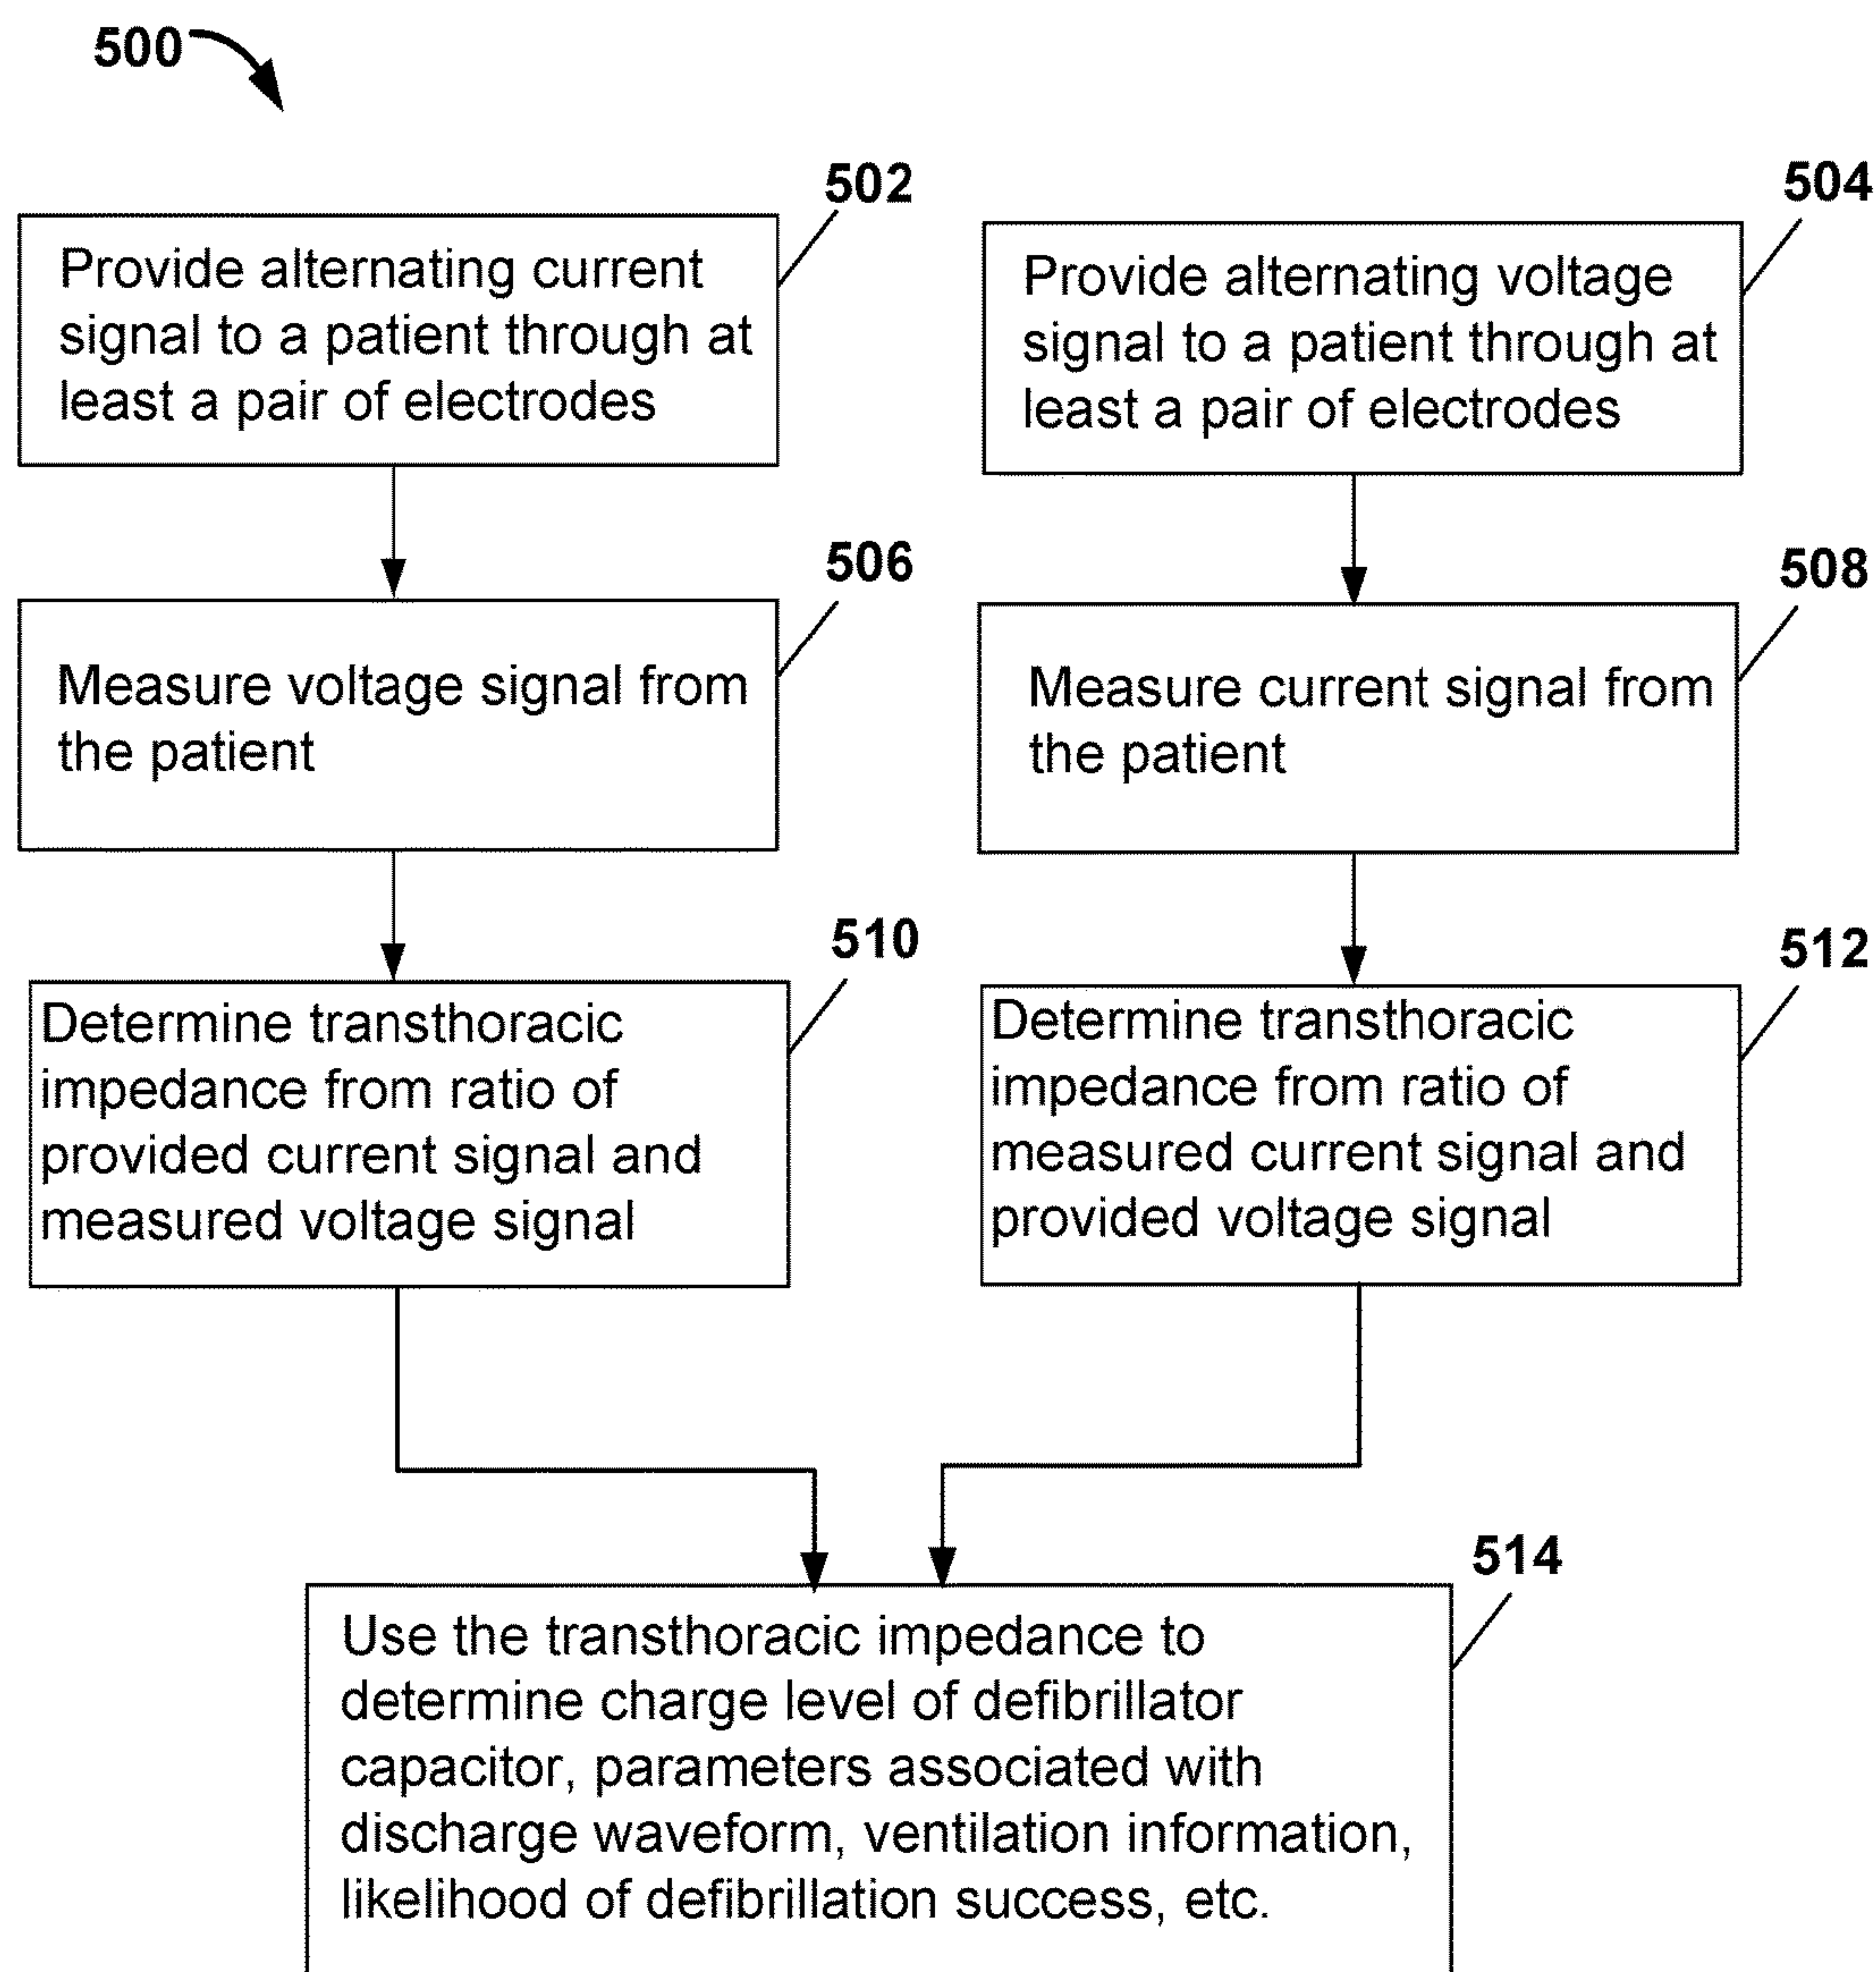 500
502
Provide alternating current
signal to a patient through at
least a pair of electrodes
504
Provide alternating voltage
signal to a patient through at
least a pair of electrodes
506
Measure voltage signal from
the patient
508
Measure current signal from
the patient
510
Determine transthoracic
impedance from ratio of
provided current signal and
measured voltage signal
512
Determine transthoracic
impedance from ratio of
measured current signal and
provided voltage signal
514
Use the transthoracic impedance to
determine charge level of defibrillator
capacitor, parameters associated with
discharge waveform, ventilation information,
likelihood of defibrillation success, etc.